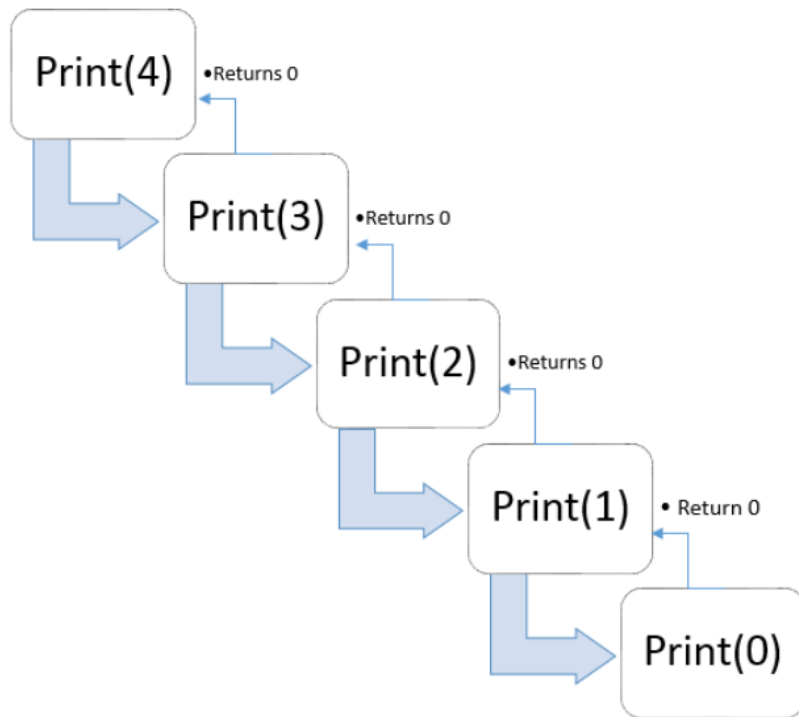 Print(4)
•Returns 0
Print(3)
•Returns 0
Print(2)
•Returns 0
Print(1)
• Return 0
Print(0)